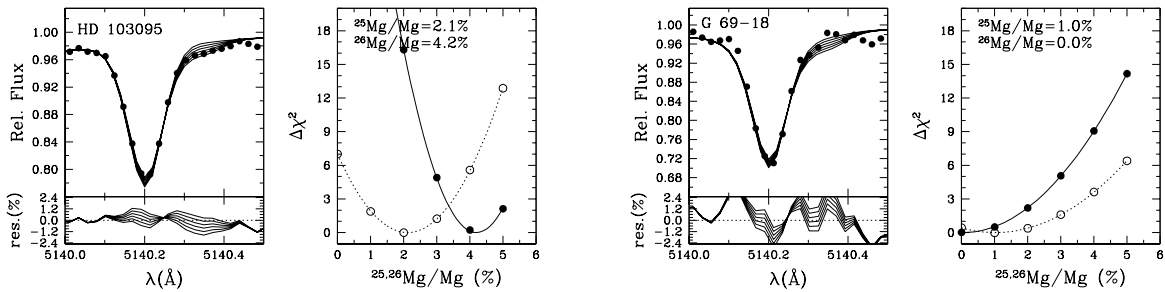 HD 103095
Rel. Flux
1.00
0.96
0.92
0.88
0.84
0.80
res.(%)
2.4
1.2
0.0
−1.2
−2.4
5140.0 5140.2 5140.4
λ(Å)
²⁵Mg/Mg=2.1%
²⁶Mg/Mg=4.2%
Δχ²
18
15
12
9
6
3
0
0 1 2 3 4 5 6
²⁵,²⁶Mg/Mg (%)
G 69−18
Rel. Flux
1.00
0.96
0.92
0.88
0.84
0.80
0.76
0.72
0.68
res.(%)
2.4
1.2
0.0
−1.2
−2.4
5140.0 5140.2 5140.4
λ(Å)
²⁵Mg/Mg=1.0%
²⁶Mg/Mg=0.0%
Δχ²
18
15
12
9
6
3
0
0 1 2 3 4 5 6
²⁵,²⁶Mg/Mg (%)